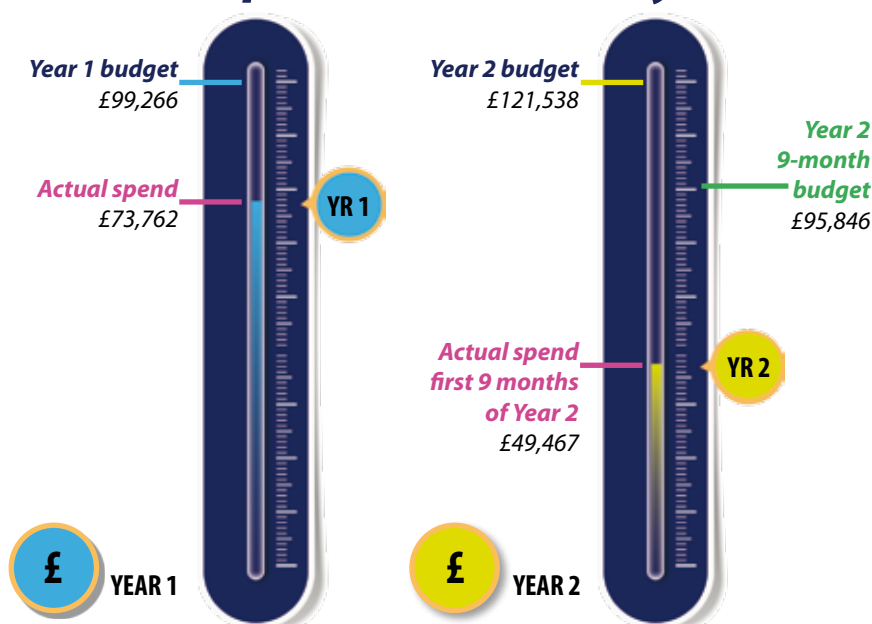 Year 1 budget
£99,266
Actual spend
£73,762
YR 1
£
YEAR 1
Year 2 budget
£121,538
Year 2
9-month
budget
£95,846
Actual spend
first 9 months
of Year 2
£49,467
YR 2
£
YEAR 2